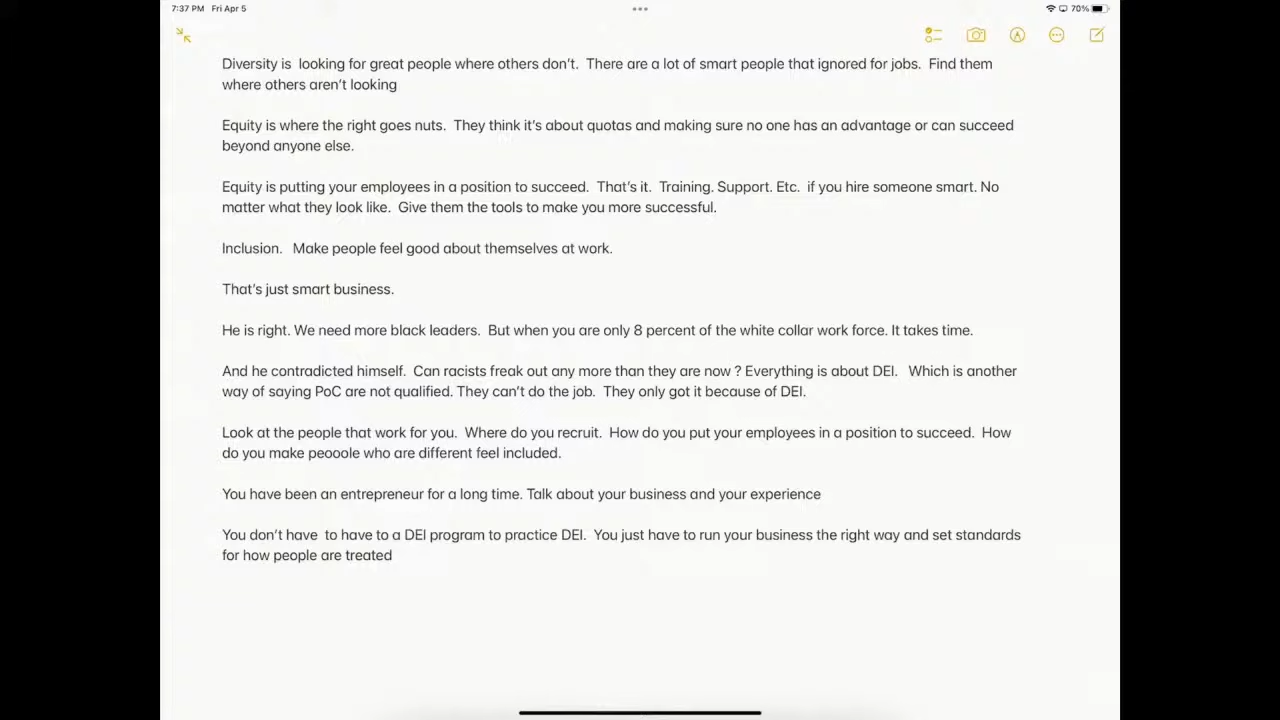 7:37 PM Fri Apr 5
70%
Diversity is looking for great people where others don't. There are a lot of smart people that ignored for jobs. Find them
where others aren't looking
Equity is where the right goes nuts. They think it's about quotas and making sure no one has an advantage or can succeed
beyond anyone else.
Equity is putting your employees in a position to succeed. That's it. Training. Support. Etc. if you hire someone smart. No
matter what they look like. Give them the tools to make you more successful.
Inclusion. Make people feel good about themselves at work.
That's just smart business.
He is right. We need more black leaders. But when you are only 8 percent of the white collar work force. It takes time.
And he contradicted himself. Can racists freak out any more than they are now ? Everything is about DEI. Which is another
way of saying PoC are not qualified. They can't do the job. They only got it because of DEI.
Look at the people that work for you. Where do you recruit. How do you put your employees in a position to succeed. How
do you make peooole who are different feel included.
You have been an entrepreneur for a long time. Talk about your business and your experience
You don't have to have to a DEI program to practice DEI. You just have to run your business the right way and set standards
for how people are treated